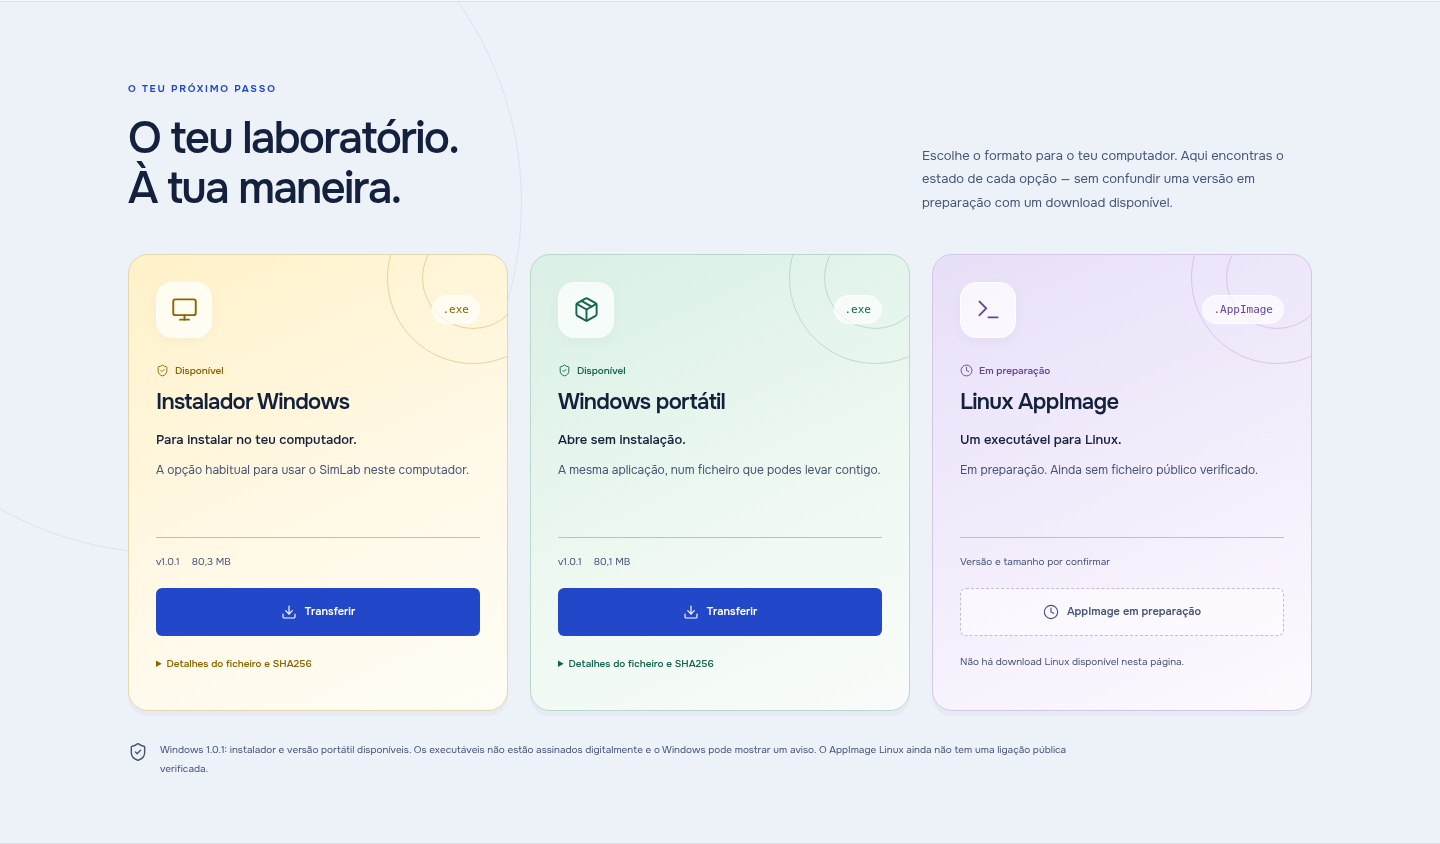 O TEU PRÓXIMO PASSO
O teu laboratório.
À tua maneira.
Escolhe o formato para o teu computador. Aqui encontras o
estado de cada opção — sem confundir uma versão em
preparação com um download disponível.
.exe
Disponível
Instalador Windows
Para instalar no teu computador.
A opção habitual para usar o SimLab neste computador.
v1.0.1 80,3 MB
Transferir
Detalhes do ficheiro e SHA256
.exe
Disponível
Windows portátil
Abre sem instalação.
A mesma aplicação, num ficheiro que podes levar contigo.
v1.0.1 80,1 MB
Transferir
Detalhes do ficheiro e SHA256
.AppImage
Em preparação
Linux AppImage
Um executável para Linux.
Em preparação. Ainda sem ficheiro público verificado.
Versão e tamanho por confirmar
AppImage em preparação
Não há download Linux disponível nesta página.
Windows 1.0.1: instalador e versão portátil disponíveis. Os executáveis não estão assinados digitalmente e o Windows pode mostrar um aviso. O AppImage Linux ainda não tem uma ligação pública
verificada.